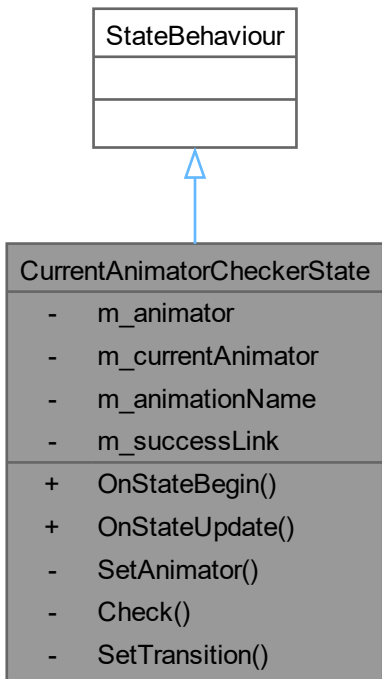 StateBehaviour
CurrentAnimatorCheckerState
- m_animator
- m_currentAnimator
- m_animationName
- m_successLink
+ OnStateBegin()
+ OnStateUpdate()
- SetAnimator()
- Check()
- SetTransition()